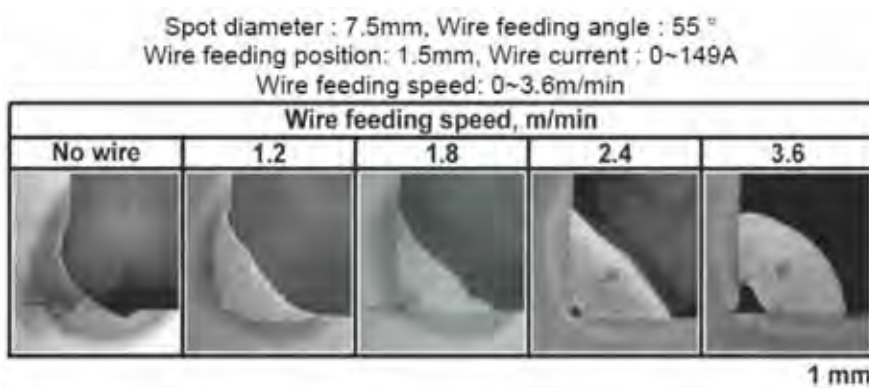 Spot diameter : 7.5mm, Wire feeding angle : 55 °
Wire feeding position: 1.5mm, Wire current : 0~149A
Wire feeding speed: 0~3.6m/min
Wire feeding speed, m/min
No wire 1.2 1.8 2.4 3.6
1 mm